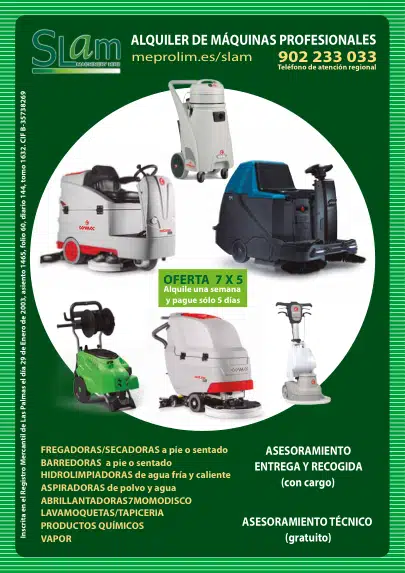 SLam
MACHINERY HIRE
ALQUILER DE MÁQUINAS PROFESIONALES
meprolim.es/slam
902 233 033
Teléfono de atención regional
Inscrita en el Registro Mercantil de Las Palmas el día 29 de Enero de 2003, asiento 1465, folio 60, diario 144, tomo 1632. CIF B-35738269
COMAC
OFERTA 7 X 5
Alquile una semana
y pague sólo 5 días
FREGADORAS/SECADORAS a pie o sentado
BARREDORAS a pie o sentado
HIDROLIMPIADORAS de agua fría y caliente
ASPIRADORAS de polvo y agua
ABRILLANTADORAS7MOMODISCO
LAVAMOQUETAS/TAPICERIA
PRODUCTOS QUÍMICOS
VAPOR
ASESORAMIENTO
ENTREGA Y RECOGIDA
(con cargo)
ASESORAMIENTO TÉCNICO
(gratuito)